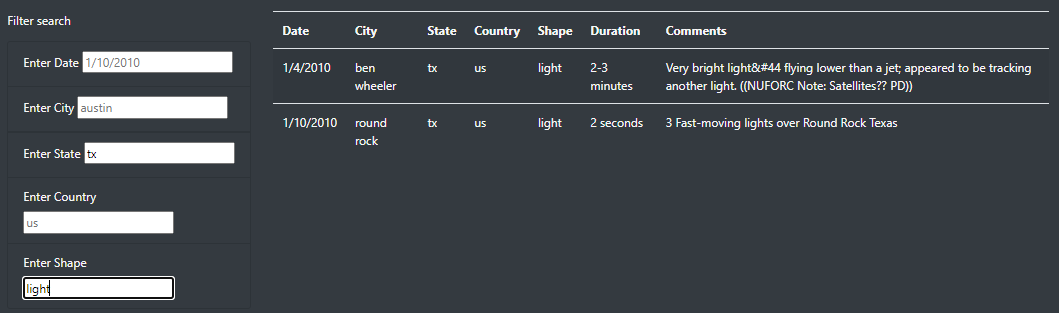 Filter search
Enter Date 1/10/2010
Enter City austin
Enter State tx
Enter Country
us
Enter Shape
light
Date City State Country Shape Duration Comments
1/4/2010 ben tx us light 2-3 Very bright light&#44 flying lower than a jet; appeared to be tracking
wheeler minutes another light. ((NUFORC Note: Satellites?? PD))
1/10/2010 round tx us light 2 seconds 3 Fast-moving lights over Round Rock Texas
rock